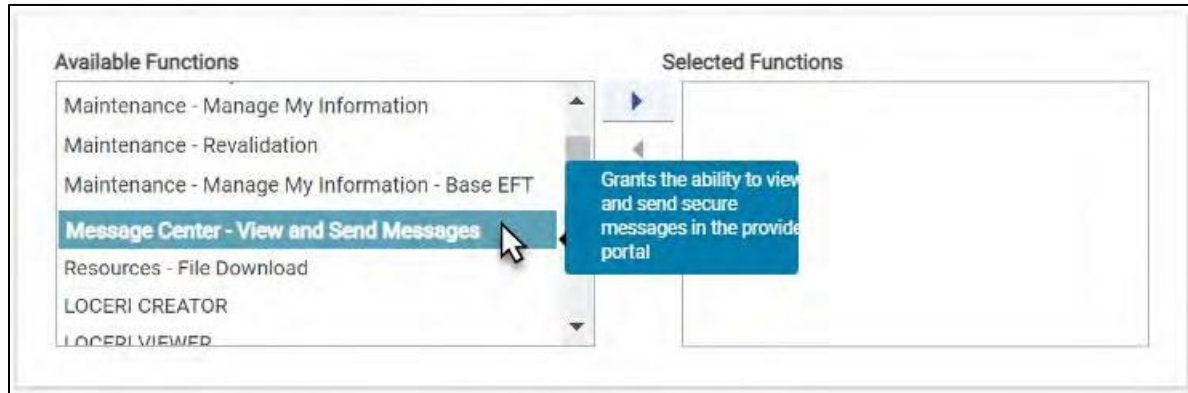 Available Functions
Selected Functions
Maintenance - Manage My Information
Maintenance - Revalidation
Maintenance - Manage My Information - Base EFT
Message Center - View and Send Messages
Resources - File Download
LOCERI CREATOR
LOCERI VIEWER
Grants the ability to view
and send secure
messages in the provide
portal